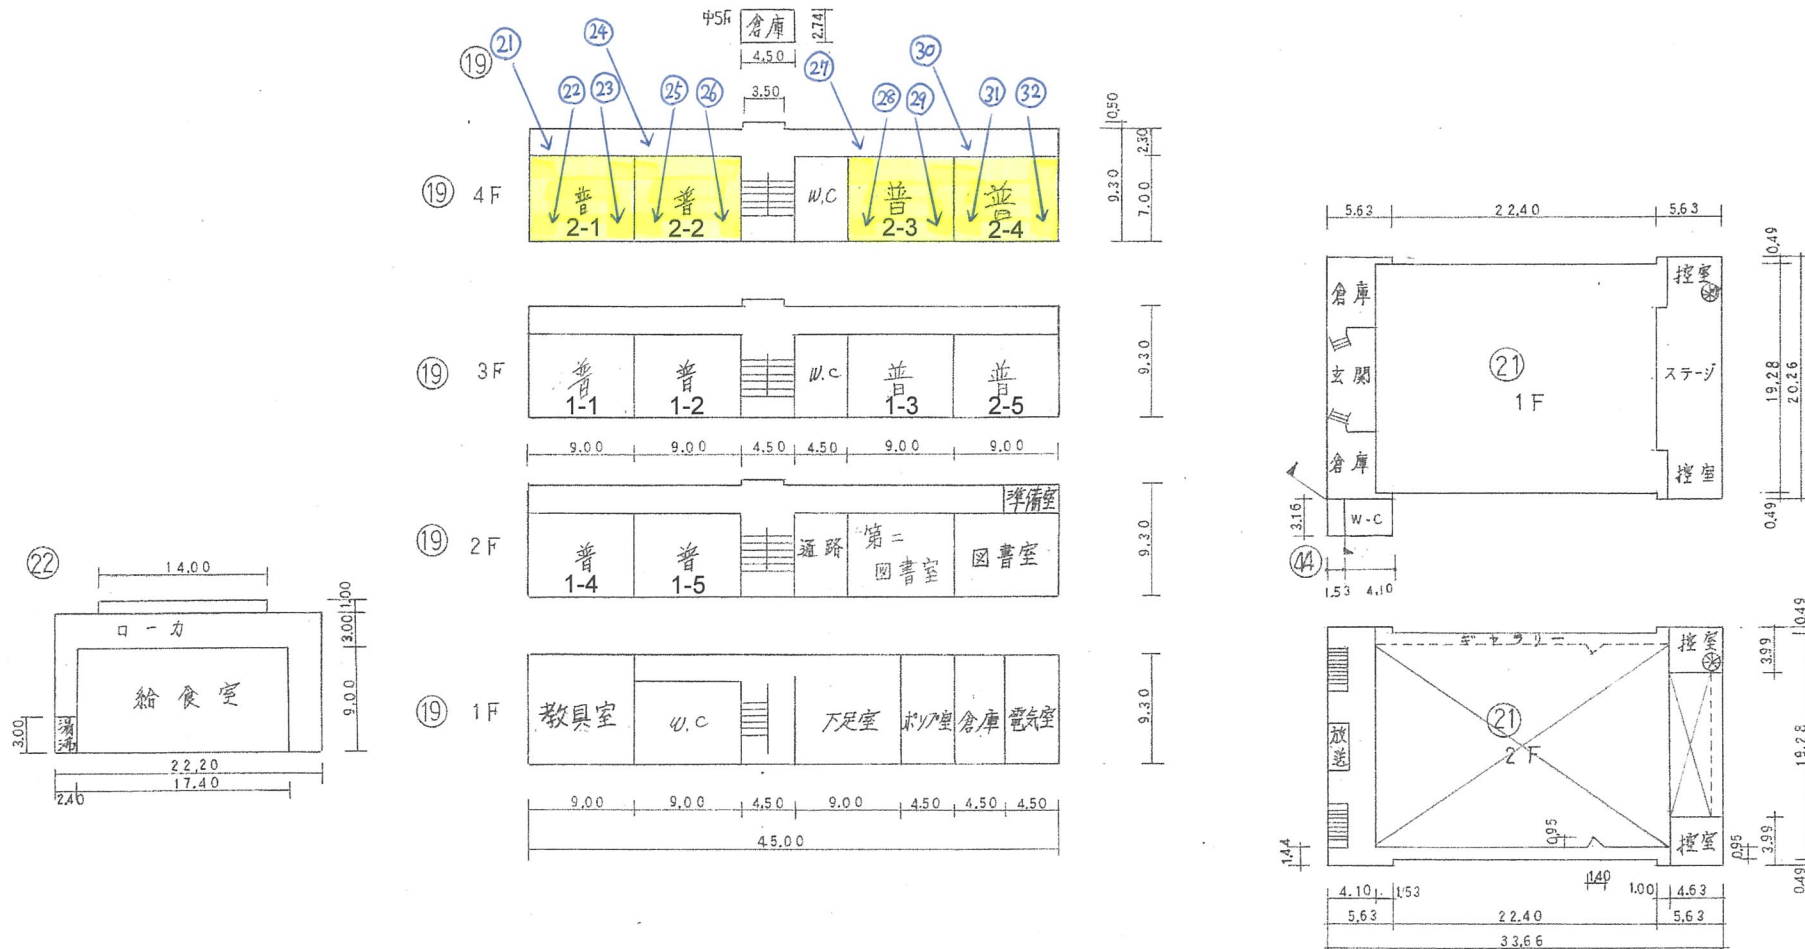 中5F 倉庫 2.74
4.50
⑲ ㉑ ㉔ ㉗ ㉚
㉒ ㉓ ㉕ ㉖ 3.50 ㉘ ㉙ ㉛ ㉜
0.50
2.30
9.30
7.00
⑲ 4F 普 普 W.C 普 普
2-1 2-2 2-3 2-4
⑲ 3F 普 普 W.C 普 普
1-1 1-2 1-3 2-5
9.30
9.00 9.00 4.50 4.50 9.00 9.00
準備室
⑲ 2F 普 普 通路 第二図書室 図書室
1-4 1-5
9.30
⑲ 1F 教具室 W.C 下足室 ポンプ室 倉庫 電気室
9.30
9.00 9.00 4.50 9.00 4.50 4.50 4.50
45.00
㉒
14.00
1.00
ローカ 3.00
給食室 9.00
湯沸 3.00
22.20
2.40 17.40
5.63 22.40 5.63
0.49
倉庫 控室
玄関 ㉑ ステージ
1F
19.28 20.26
倉庫 控室
0.49
3.16 W-C
㊹
1.53 4.10
0.49
ギャラリー 控室 3.99
放送 ㉑
2F
19.28
0.95
1.44 控室 0.95 3.99
0.49
1.40
4.10 1.53 1.00 4.63
5.63 22.40 5.63
33.66